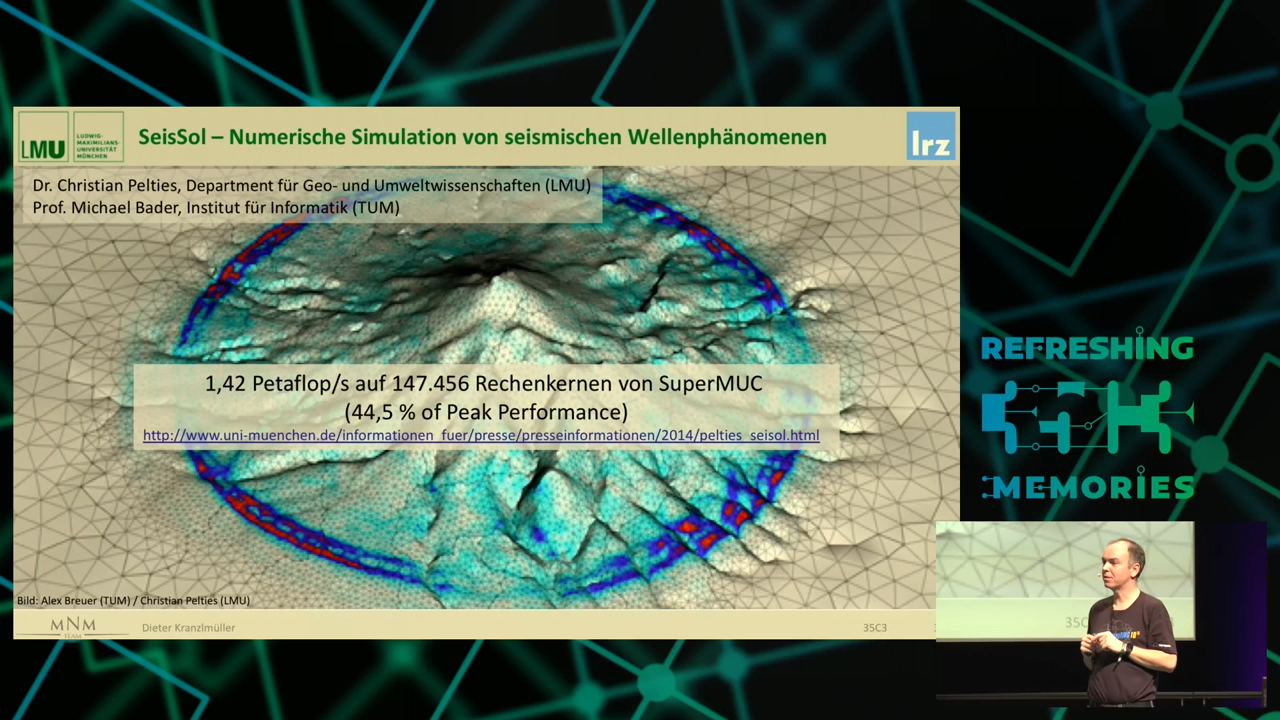 LMU
LUDWIG-
MAXIMILIANS-
UNIVERSITÄT
MÜNCHEN
SeisSol – Numerische Simulation von seismischen Wellenphänomenen
lrz
Dr. Christian Pelties, Department für Geo- und Umweltwissenschaften (LMU)
Prof. Michael Bader, Institut für Informatik (TUM)
1,42 Petaflop/s auf 147.456 Rechenkernen von SuperMUC
(44,5 % of Peak Performance)
http://www.uni-muenchen.de/informationen_fuer/presse/presseinformationen/2014/pelties_seisol.html
Bild: Alex Breuer (TUM) / Christian Pelties (LMU)
MNM
TEAM
Dieter Kranzlmüller
35C3
REFRESHING
MEMORIES